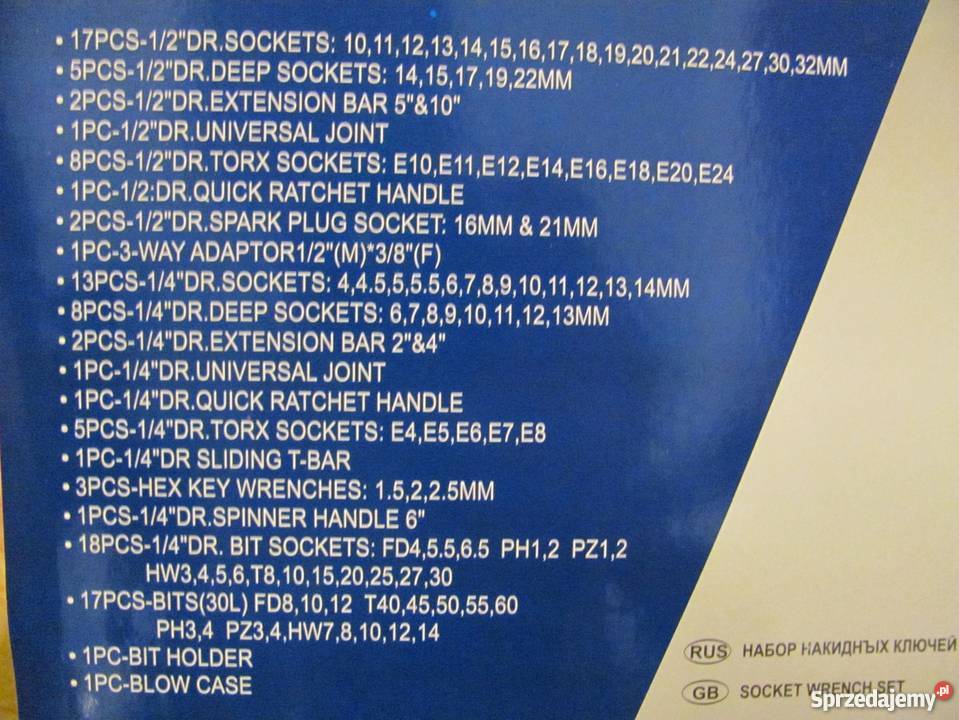 • 17PCS-1/2"DR.SOCKETS: 10,11,12,13,14,15,16,17,18,19,20,21,22,24,27,30,32MM
• 5PCS-1/2"DR.DEEP SOCKETS: 14,15,17,19,22MM
• 2PCS-1/2"DR.EXTENSION BAR 5"&10"
• 1PC-1/2"DR.UNIVERSAL JOINT
• 8PCS-1/2"DR.TORX SOCKETS: E10,E11,E12,E14,E16,E18,E20,E24
• 1PC-1/2:DR.QUICK RATCHET HANDLE
• 2PCS-1/2"DR.SPARK PLUG SOCKET: 16MM & 21MM
• 1PC-3-WAY ADAPTOR1/2"(M)*3/8"(F)
• 13PCS-1/4"DR.SOCKETS: 4,4.5,5,5.5,6,7,8,9,10,11,12,13,14MM
• 8PCS-1/4"DR.DEEP SOCKETS: 6,7,8,9,10,11,12,13MM
• 2PCS-1/4"DR.EXTENSION BAR 2"&4"
• 1PC-1/4"DR.UNIVERSAL JOINT
• 1PC-1/4"DR.QUICK RATCHET HANDLE
• 5PCS-1/4"DR.TORX SOCKETS: E4,E5,E6,E7,E8
• 1PC-1/4"DR SLIDING T-BAR
• 3PCS-HEX KEY WRENCHES: 1.5,2,2.5MM
• 1PCS-1/4"DR.SPINNER HANDLE 6"
• 18PCS-1/4"DR. BIT SOCKETS: FD4,5.5,6.5 PH1,2 PZ1,2
HW3,4,5,6,T8,10,15,20,25,27,30
• 17PCS-BITS(30L) FD8,10,12 T40,45,50,55,60
PH3,4 PZ3,4,HW7,8,10,12,14
• 1PC-BIT HOLDER
• 1PC-BLOW CASE
RUS НАБОР НАКИДНЪІХ КЛЮЧЕЙ
GB SOCKET WRENCH SET
Sprzedajemy.pl